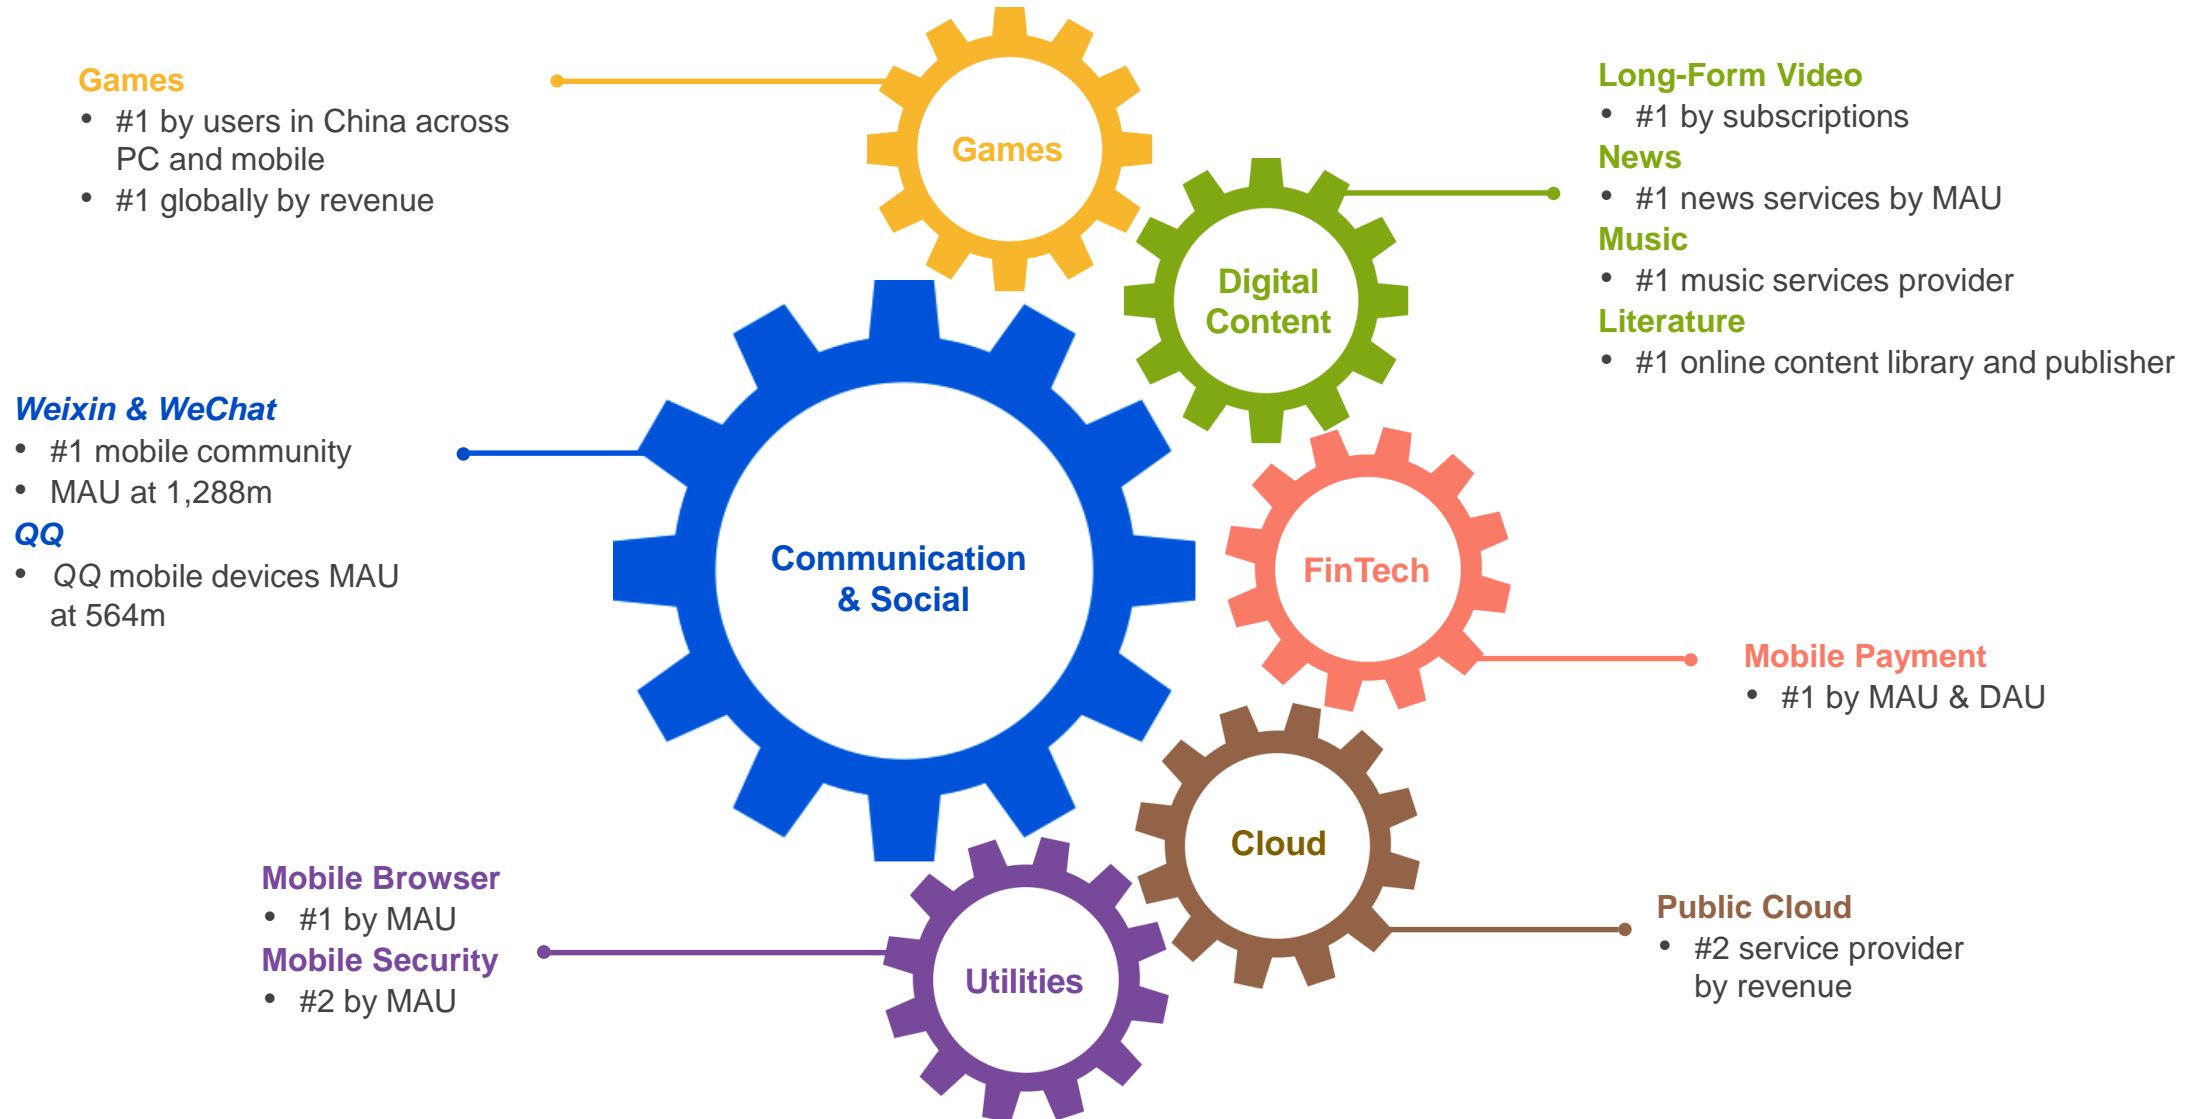 Games
• #1 by users in China across
PC and mobile
• #1 globally by revenue
Games
Long-Form Video
• #1 by subscriptions
News
• #1 news services by MAU
Music
• #1 music services provider
Literature
• #1 online content library and publisher
Digital
Content
Weixin & WeChat
• #1 mobile community
• MAU at 1,288m
QQ
• QQ mobile devices MAU
at 564m
Communication
& Social
FinTech
Mobile Payment
• #1 by MAU & DAU
Cloud
Public Cloud
• #2 service provider
by revenue
Mobile Browser
• #1 by MAU
Mobile Security
• #2 by MAU
Utilities